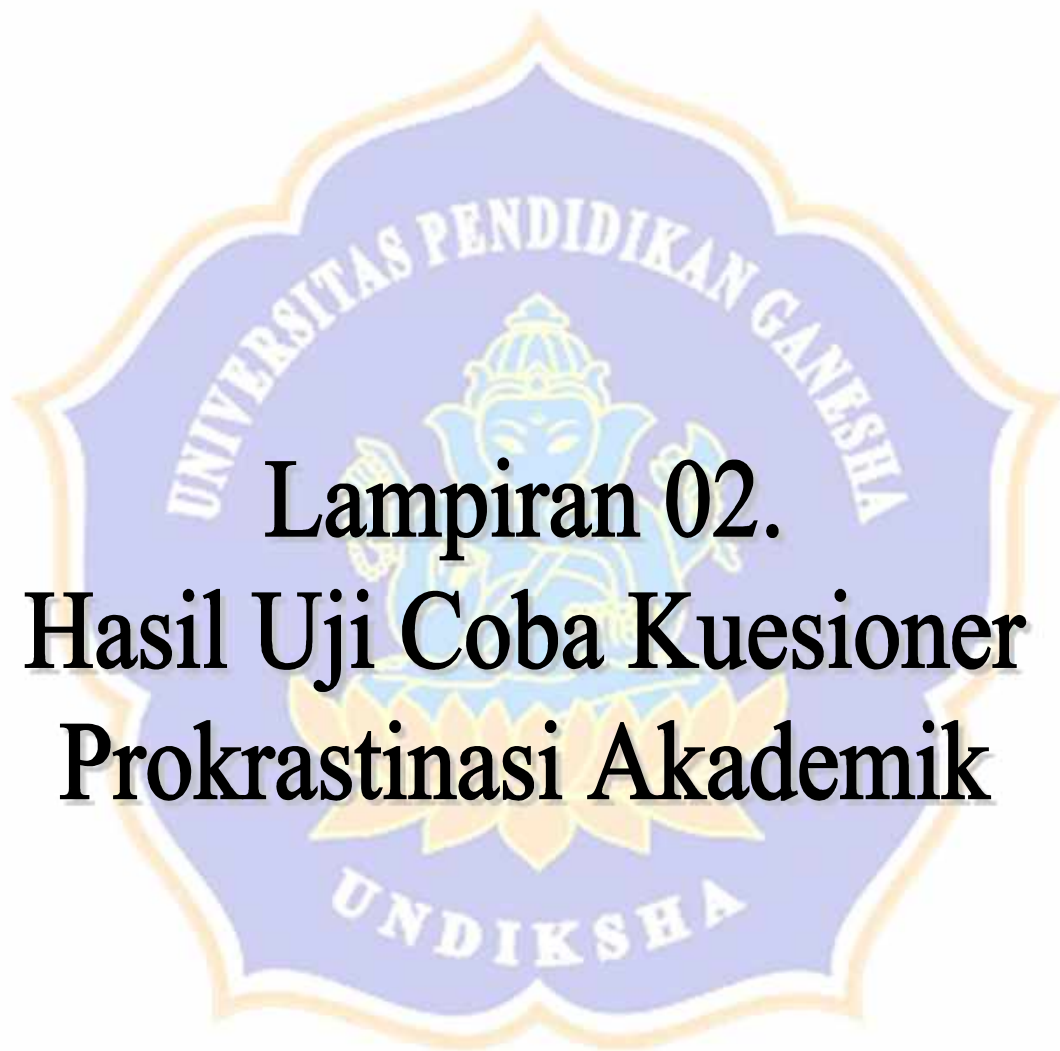 UNIVERSITAS PENDIDIKAN GANESHA
Lampiran 02.
Hasil Uji Coba Kuesioner
Prokrastinasi Akademik
UNDIKSHA